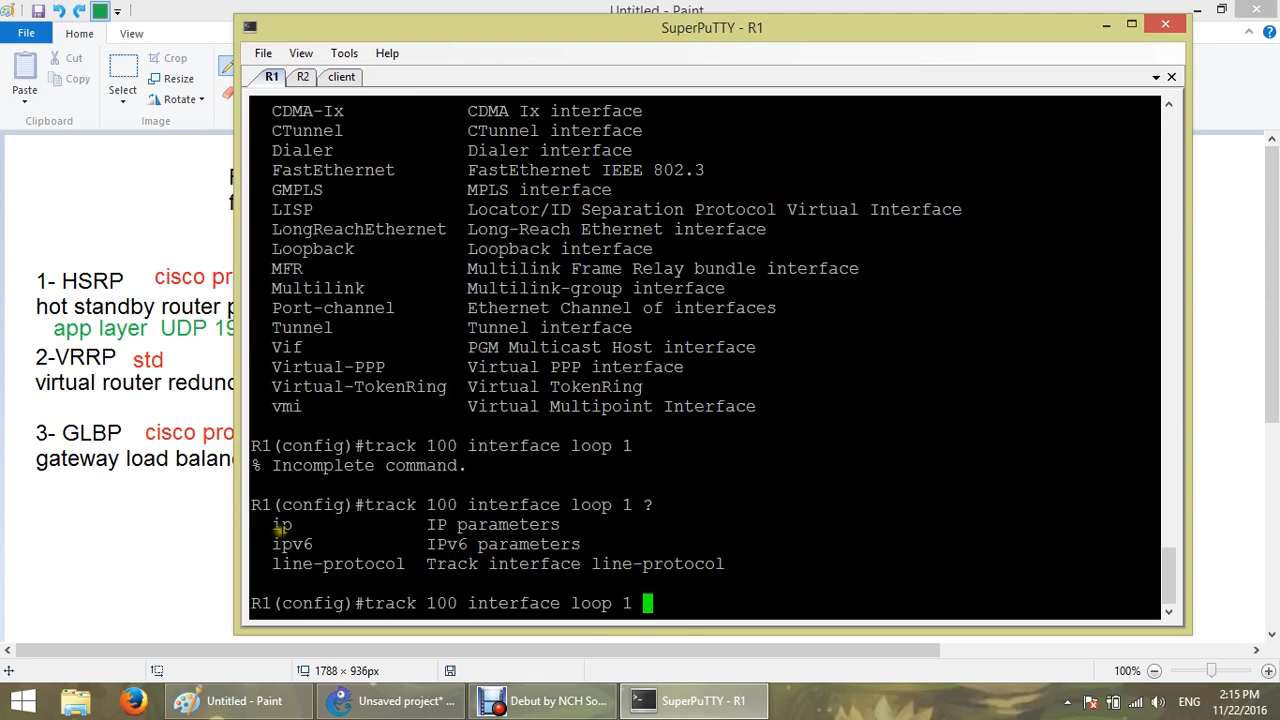 Untitled - Paint
File Home View
Paste
Cut
Copy
Clipboard
Select
Crop
Resize
Rotate
Image
SuperPuTTY - R1
File View Tools Help
R1 R2 client
CDMA-Ix CDMA Ix interface
CTunnel CTunnel interface
Dialer Dialer interface
FastEthernet FastEthernet IEEE 802.3
GMPLS MPLS interface
LISP Locator/ID Separation Protocol Virtual Interface
LongReachEthernet Long-Reach Ethernet interface
Loopback Loopback interface
MFR Multilink Frame Relay bundle interface
Multilink Multilink-group interface
Port-channel Ethernet Channel of interfaces
Tunnel Tunnel interface
Vif PGM Multicast Host interface
Virtual-PPP Virtual PPP interface
Virtual-TokenRing Virtual TokenRing
vmi Virtual Multipoint Interface
R1(config)#track 100 interface loop 1
% Incomplete command.
R1(config)#track 100 interface loop 1 ?
ip IP parameters
ipv6 IPv6 parameters
line-protocol Track interface line-protocol
R1(config)#track 100 interface loop 1
1- HSRP cisco pr
hot standby router p
app layer UDP 19
2-VRRP std
virtual router redun
3- GLBP cisco pro
gateway load balan
1788 × 936px
100%
Untitled - Paint
Unsaved project* ...
Debut by NCH So...
SuperPuTTY - R1
ENG
2:15 PM
11/22/2016